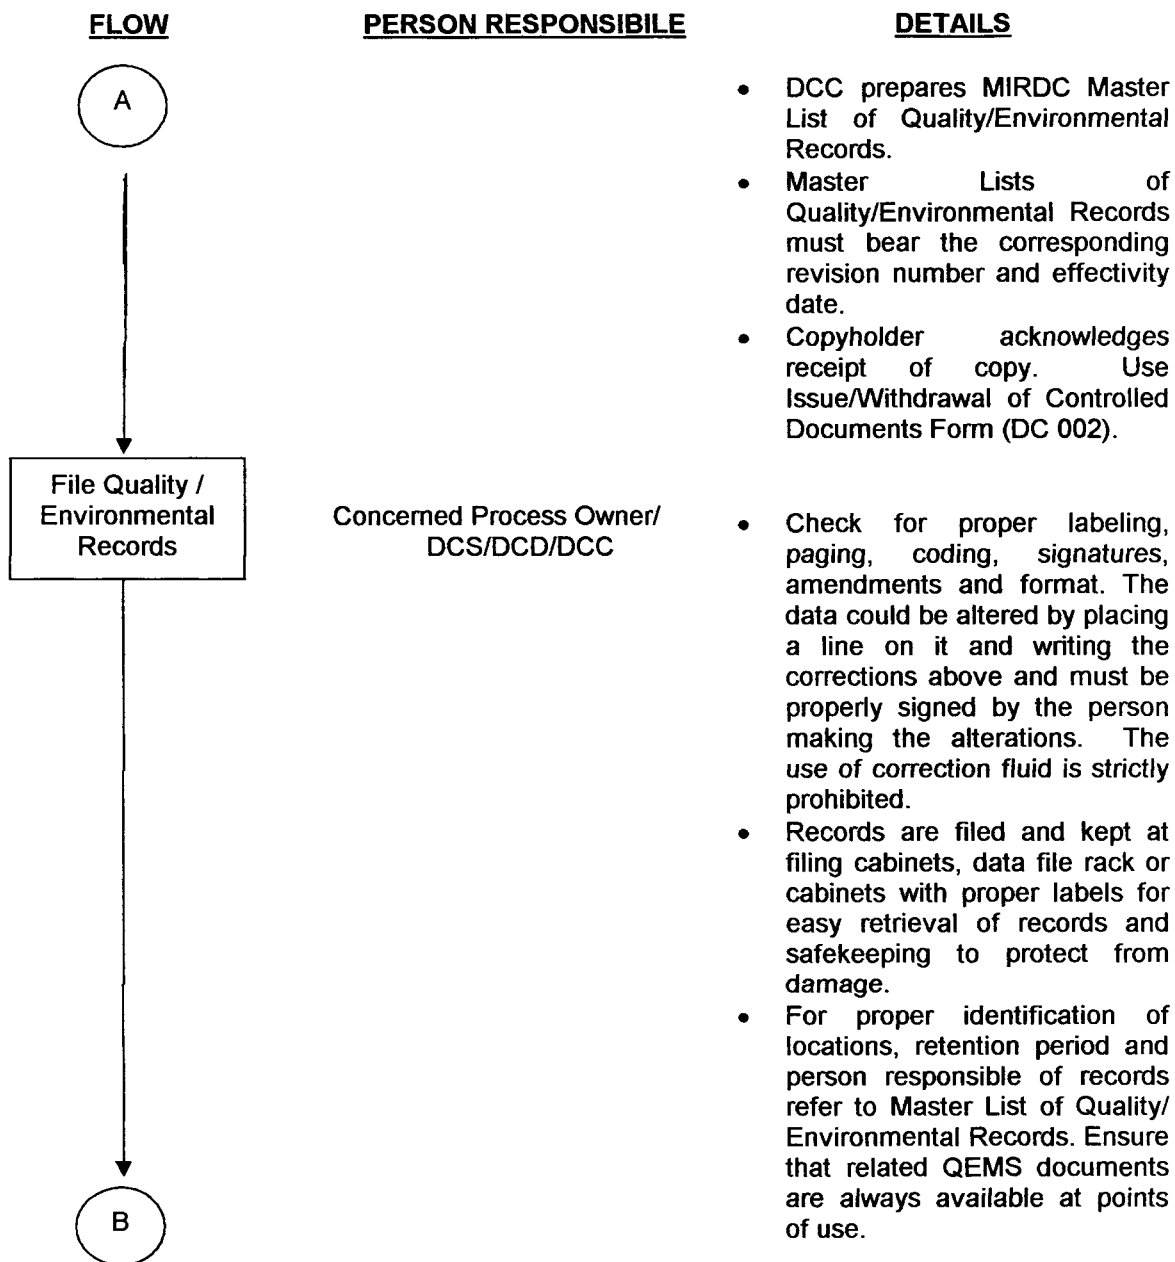 FLOW
PERSON RESPONSIBILE
DETAILS
A
• DCC prepares MIRDC Master
List of Quality/Environmental
Records.
• Master Lists of
Quality/Environmental Records
must bear the corresponding
revision number and effectivity
date.
• Copyholder acknowledges
receipt of copy. Use
Issue/Withdrawal of Controlled
Documents Form (DC 002).
File Quality /
Environmental
Records
Concerned Process Owner/
DCS/DCD/DCC
• Check for proper labeling,
paging, coding, signatures,
amendments and format. The
data could be altered by placing
a line on it and writing the
corrections above and must be
properly signed by the person
making the alterations. The
use of correction fluid is strictly
prohibited.
• Records are filed and kept at
filing cabinets, data file rack or
cabinets with proper labels for
easy retrieval of records and
safekeeping to protect from
damage.
• For proper identification of
locations, retention period and
person responsible of records
refer to Master List of Quality/
Environmental Records. Ensure
that related QEMS documents
are always available at points
of use.
B